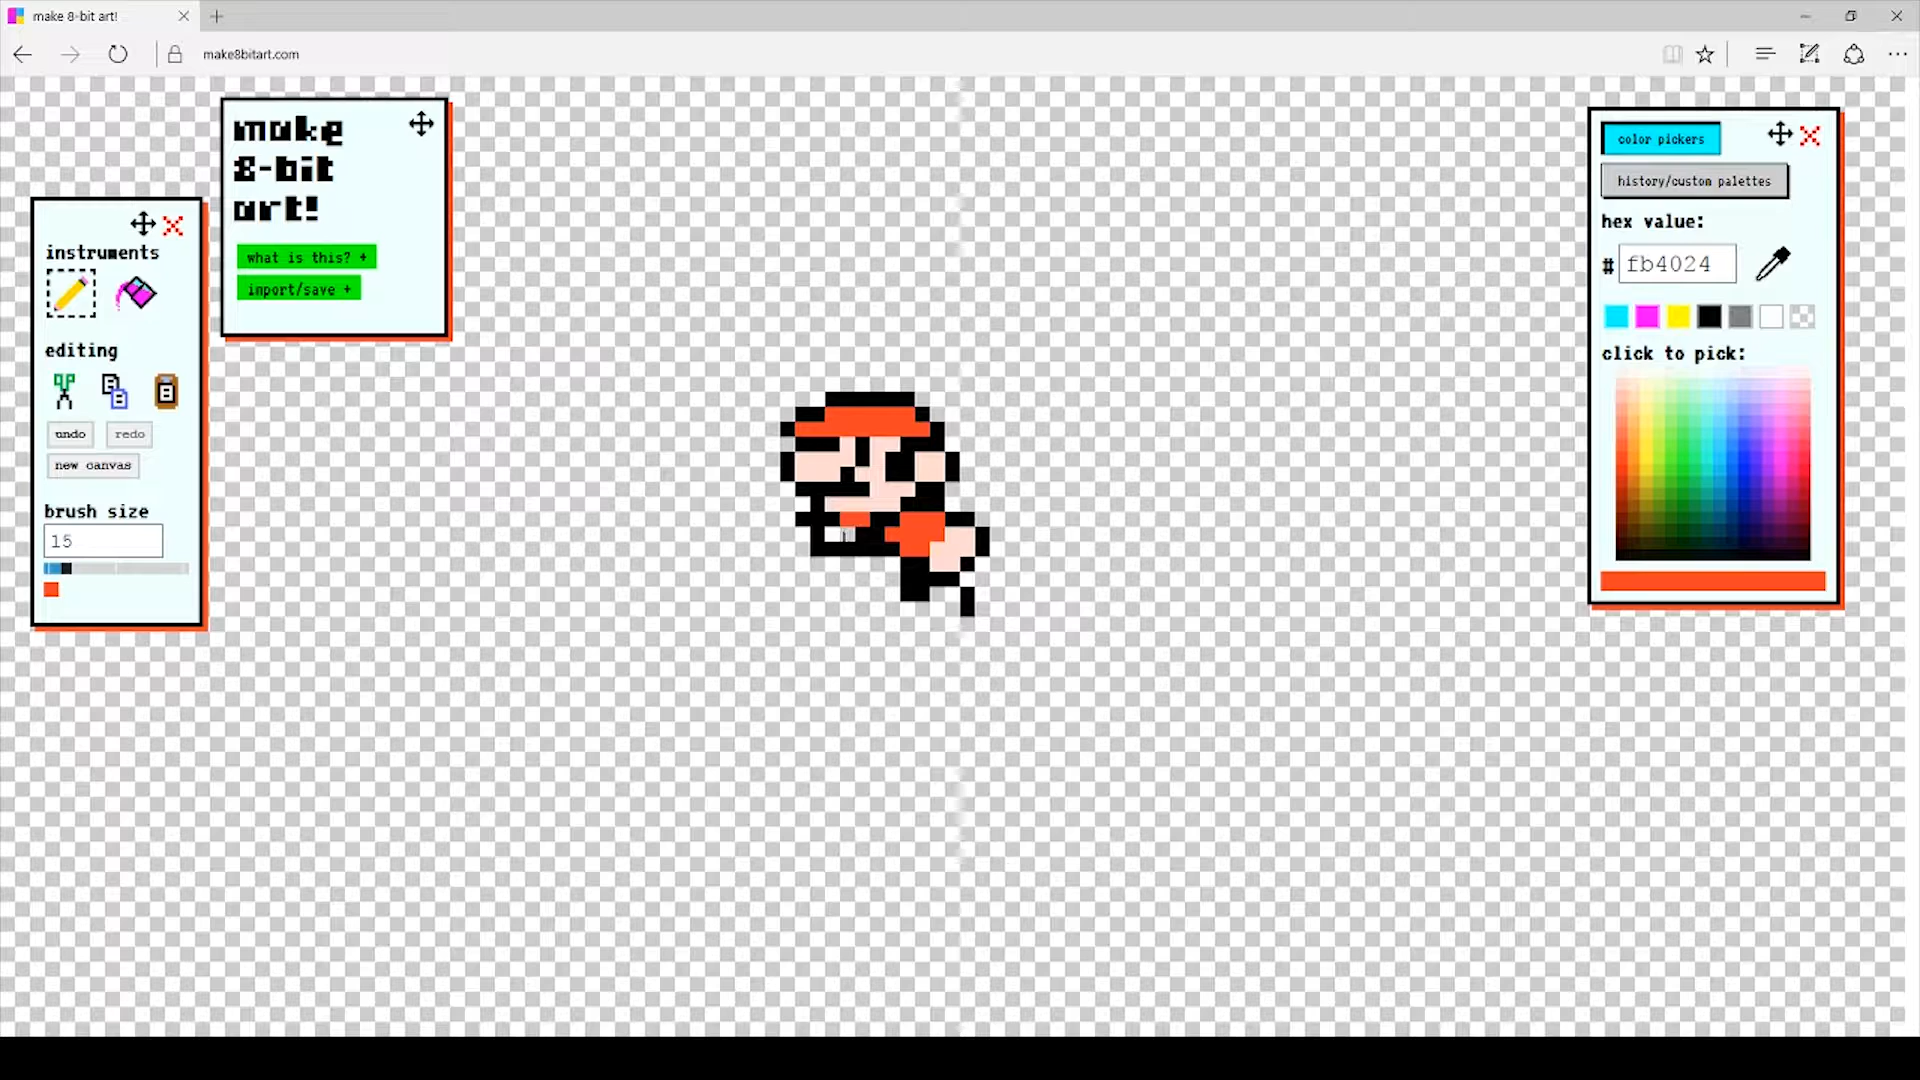 make 8-bit art!
make8bitart.com
make
8-bit
art!
what is this? +
import/save +
instruments
editing
undo redo
new canvas
brush size
15
color pickers
history/custom palettes
hex value:
# fb4024
click to pick: